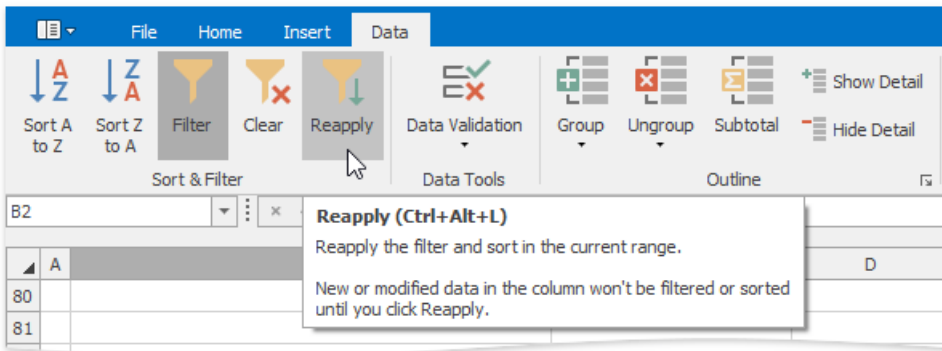 File Home Insert Data
Sort A to Z
Sort Z to A
Filter
Clear
Reapply
Data Validation
Group
Ungroup
Subtotal
Show Detail
Hide Detail
Sort & Filter
Data Tools
Outline
B2
Reapply (Ctrl+Alt+L)
Reapply the filter and sort in the current range.
New or modified data in the column won't be filtered or sorted
until you click Reapply.
A
D
80
81